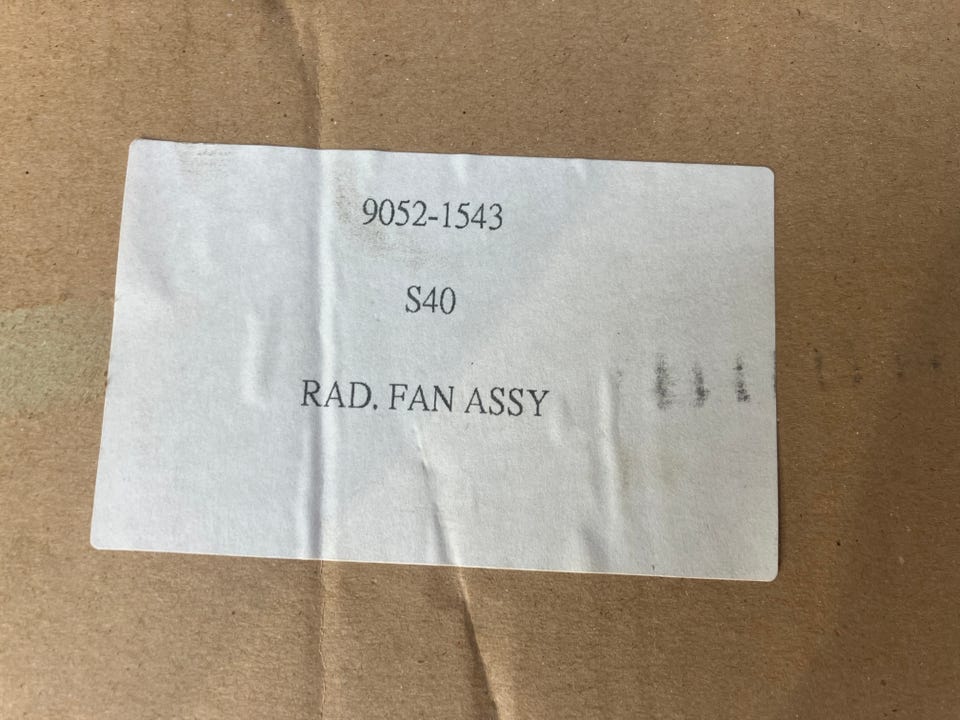 9052-1543
S40
RAD. FAN ASSY